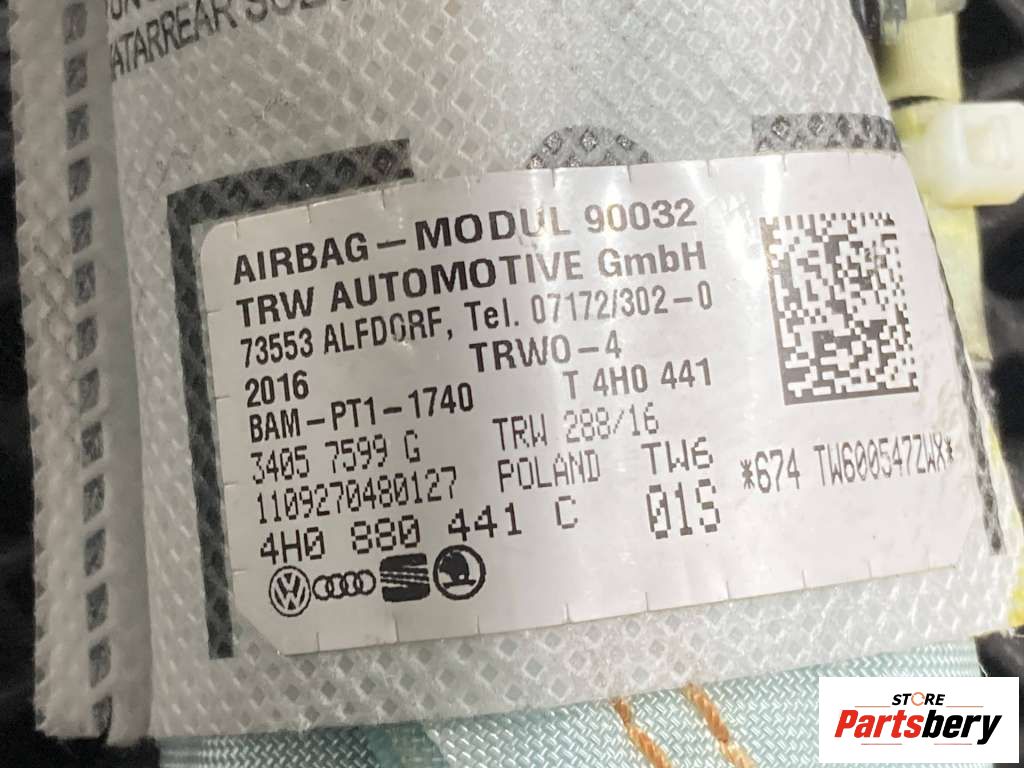 AIRBAG – MODUL 90032
TRW AUTOMOTIVE GmbH
73553 ALFDORF, Tel. 07172/302-0
2016 TRWO-4
BAM-PT1-1740 T 4H0 441
3405 7599 G TRW 288/16
1109270480127 POLAND TW6 *674 TW600547ZWX*
4H0 880 441 C 01S
STORE
Partsbery